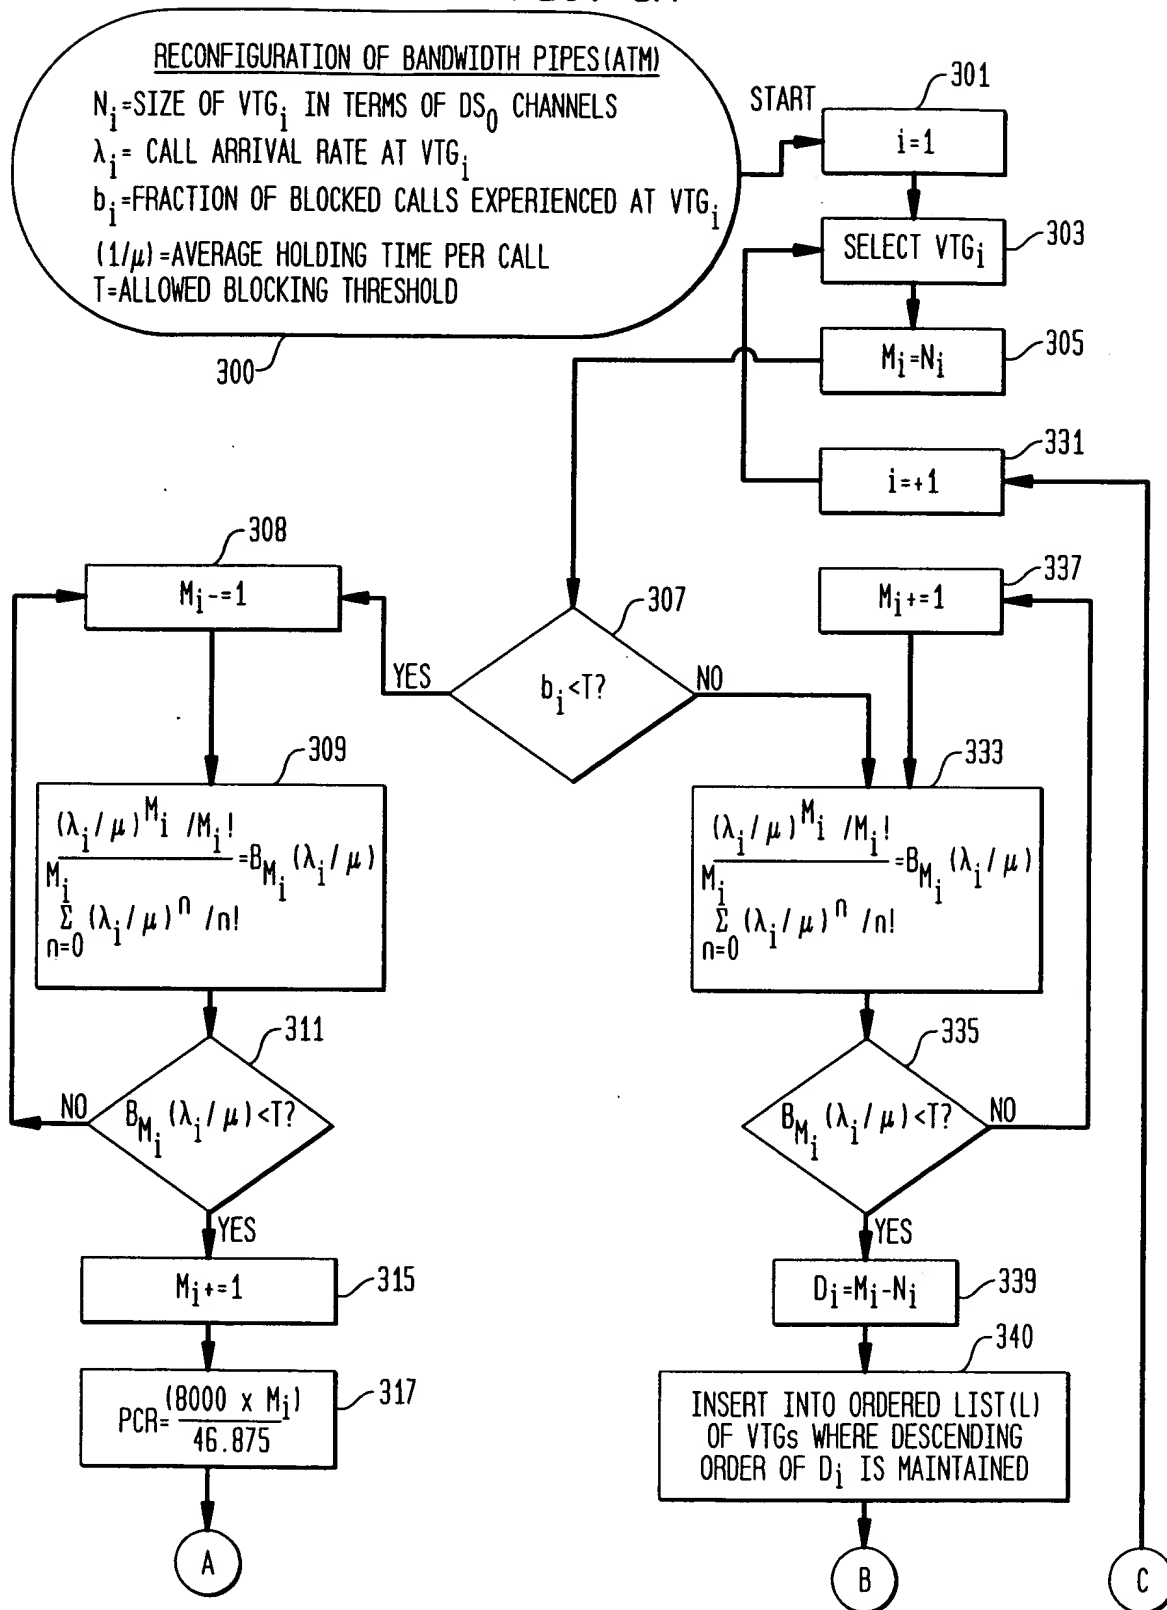 RECONFIGURATION OF BANDWIDTH PIPES(ATM)
Nᵢ=SIZE OF VTGᵢ IN TERMS OF DS₀ CHANNELS
λᵢ= CALL ARRIVAL RATE AT VTGᵢ
bᵢ=FRACTION OF BLOCKED CALLS EXPERIENCED AT VTGᵢ
(1/μ)=AVERAGE HOLDING TIME PER CALL
T=ALLOWED BLOCKING THRESHOLD
300
START
301
i=1
303
SELECT VTGᵢ
305
Mᵢ=Nᵢ
331
i=+1
308
Mᵢ-=1
307
bᵢ<T?
YES
NO
337
Mᵢ+=1
309
(λᵢ/μ)^Mᵢ /Mᵢ!
=B_Mᵢ (λᵢ/μ)
Mᵢ
Σ (λᵢ/μ)ⁿ /n!
n=0
333
(λᵢ/μ)^Mᵢ /Mᵢ!
=B_Mᵢ (λᵢ/μ)
Mᵢ
Σ (λᵢ/μ)ⁿ /n!
n=0
311
B_Mᵢ (λᵢ/μ)<T?
NO
YES
335
B_Mᵢ (λᵢ/μ)<T?
NO
YES
315
Mᵢ+=1
339
Dᵢ=Mᵢ-Nᵢ
317
PCR=(8000 x Mᵢ)
46.875
340
INSERT INTO ORDERED LIST(L)
OF VTGs WHERE DESCENDING
ORDER OF Dᵢ IS MAINTAINED
A
B
C